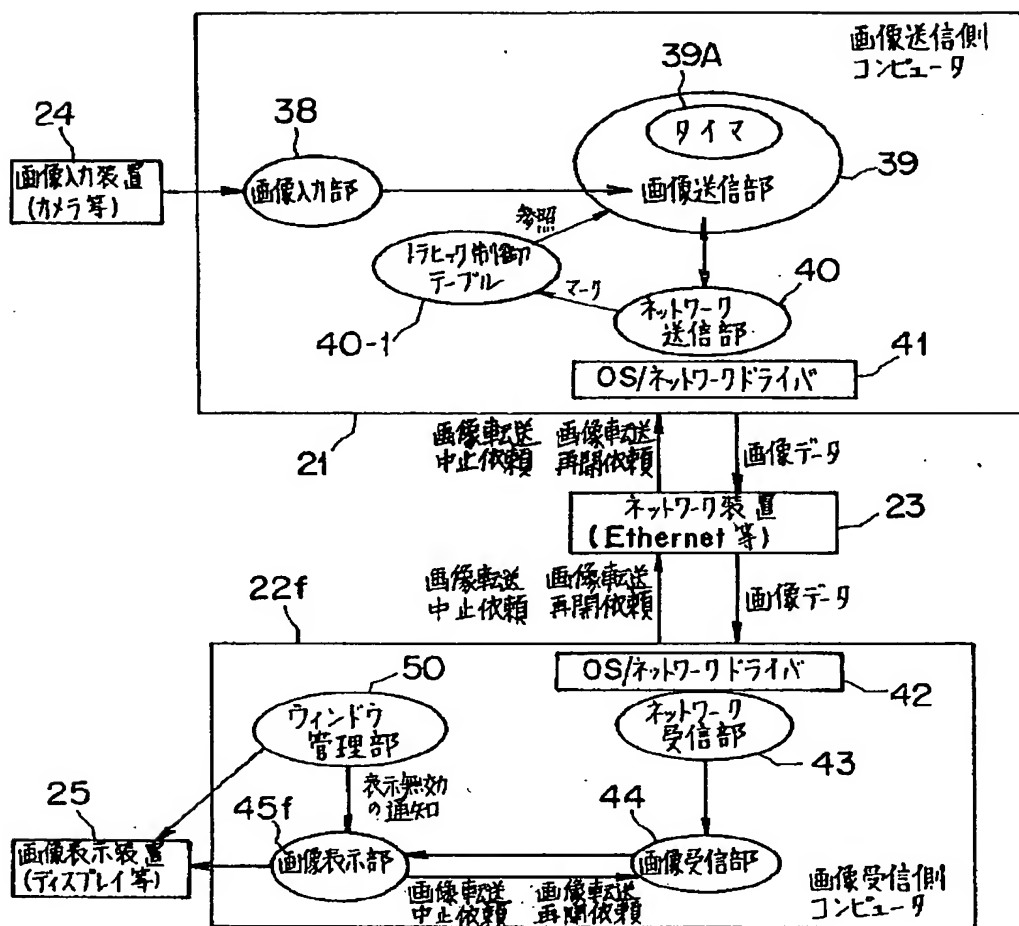 画像送信側
コンピュータ
39A
タイマ
24
38
画像入力装置
(カメラ等)
画像入力部
画像送信部
39
参照
トラヒック制御
テーブル
マーク
40
40-1
ネットワーク
送信部
41
OS/ネットワークドライバ
21
画像転送
中止依頼
画像転送
再開依頼
画像データ
ネットワーク装置
(Ethernet等)
23
画像転送
中止依頼
画像転送
再開依頼
画像データ
22f
50
OS/ネットワークドライバ
42
ウィンドウ
管理部
ネットワーク
受信部
43
表示無効
の通知
25
45f
44
画像表示装置
(ディスプレイ等)
画像表示部
画像受信部
画像転送
中止依頼
画像転送
再開依頼
画像受信側
コンピュータ